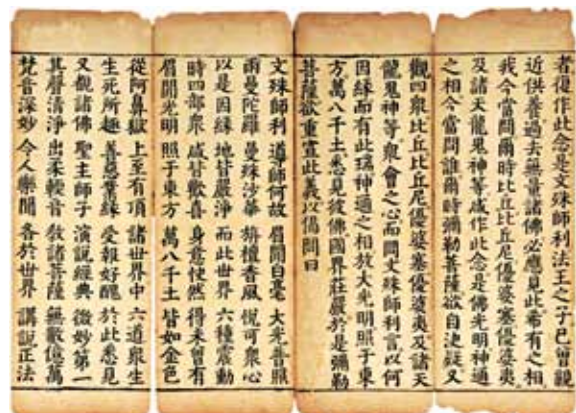 者復作此念是文殊師利法王之子已曾親
近供養過去無量諸佛必應見此希有之相
我今當問爾時比丘比丘尼優婆塞優婆夷
及諸天龍鬼神等咸作此念是佛光明神通
之相今當問誰爾時彌勒菩薩欲自決疑又
觀四衆比丘比丘尼優婆塞優婆夷及諸天
龍鬼神等衆會之心而問文殊師利言以何
因緣而有此瑞神通之相放大光明照于東
方萬八千土悉見彼佛國界莊嚴於是彌勒
菩薩欲重宣此義以偈問曰
文殊師利 導師何故 眉間白毫 大光普照
雨曼陀羅 曼殊沙華 栴檀香風 悅可衆心
以是因緣 地皆嚴淨 而此世界 六種震動
時四部衆 咸皆歡喜 身意快然 得未曾有
眉間光明 照于東方 萬八千土 皆如金色
從阿鼻獄 上至有頂 諸世界中 六道衆生
生死所趣 善惡業緣 受報好醜 於此悉見
又覩諸佛 聖主師子 演說經典 微妙第一
其聲清淨 出柔軟音 教諸菩薩 無數億萬
梵音深妙 令人樂聞 各於世界 講說正法